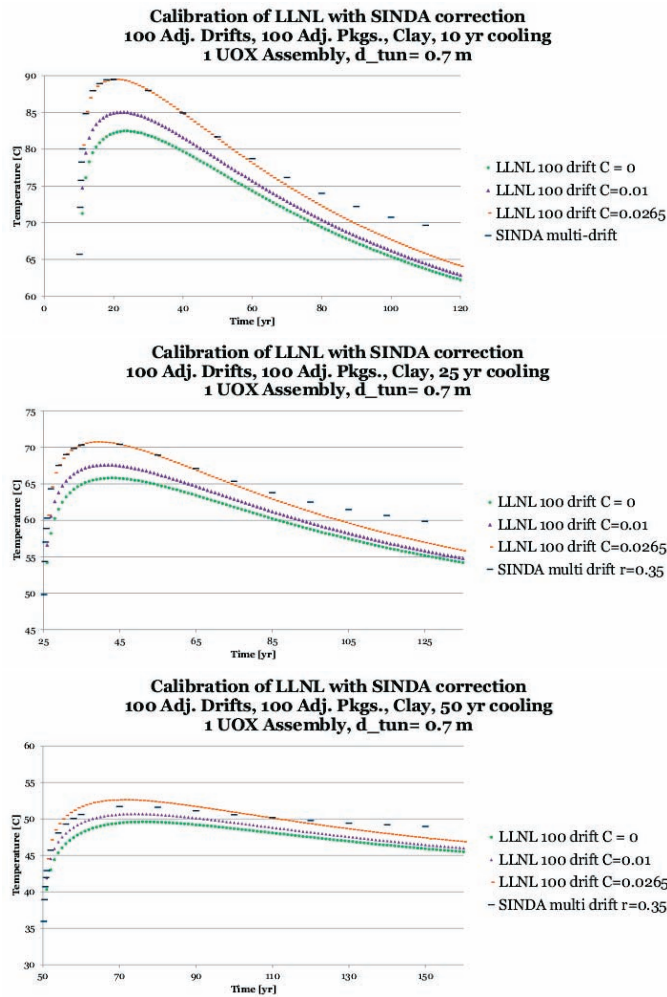 Calibration of LLNL with SINDA correction
100 Adj. Drifts, 100 Adj. Pkgs., Clay, 10 yr cooling
1 UOX Assembly, d_tun= 0.7 m
Temperature [C]
90
85
80
75
70
65
60
0
20
40
60
80
100
120
Time [yr]
LLNL 100 drift C = 0
LLNL 100 drift C=0.01
LLNL 100 drift C=0.0265
SINDA multi-drift
Calibration of LLNL with SINDA correction
100 Adj. Drifts, 100 Adj. Pkgs., Clay, 25 yr cooling
1 UOX Assembly, d_tun= 0.7 m
Temperature [C]
75
70
65
60
55
50
45
25
45
65
85
105
125
Time [yr]
LLNL 100 drift C = 0
LLNL 100 drift C=0.01
LLNL 100 drift C=0.0265
SINDA multi drift r=0.35
Calibration of LLNL with SINDA correction
100 Adj. Drifts, 100 Adj. Pkgs., Clay, 50 yr cooling
1 UOX Assembly, d_tun= 0.7 m
Temperature [C]
60
55
50
45
40
35
30
50
70
90
110
130
150
Time [yr]
LLNL 100 drift C = 0
LLNL 100 drift C=0.01
LLNL 100 drift C=0.0265
SINDA multi drift r=0.35